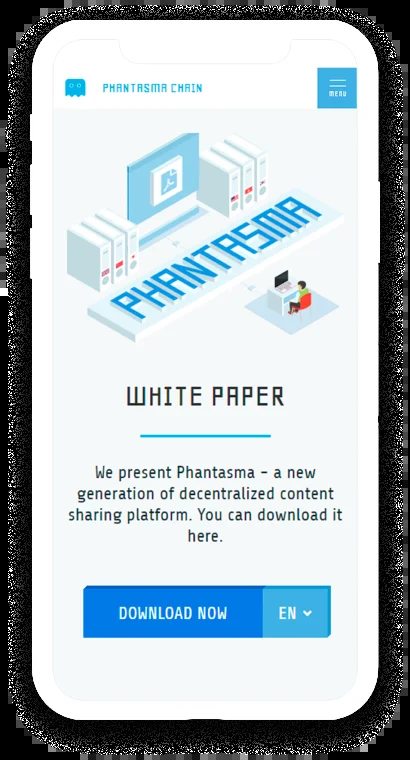 PHANTASMA CHAIN
MENU
PHANTASMA
WHITE PAPER
We present Phantasma - a new
generation of decentralized content
sharing platform. You can download it
here.
DOWNLOAD NOW
EN